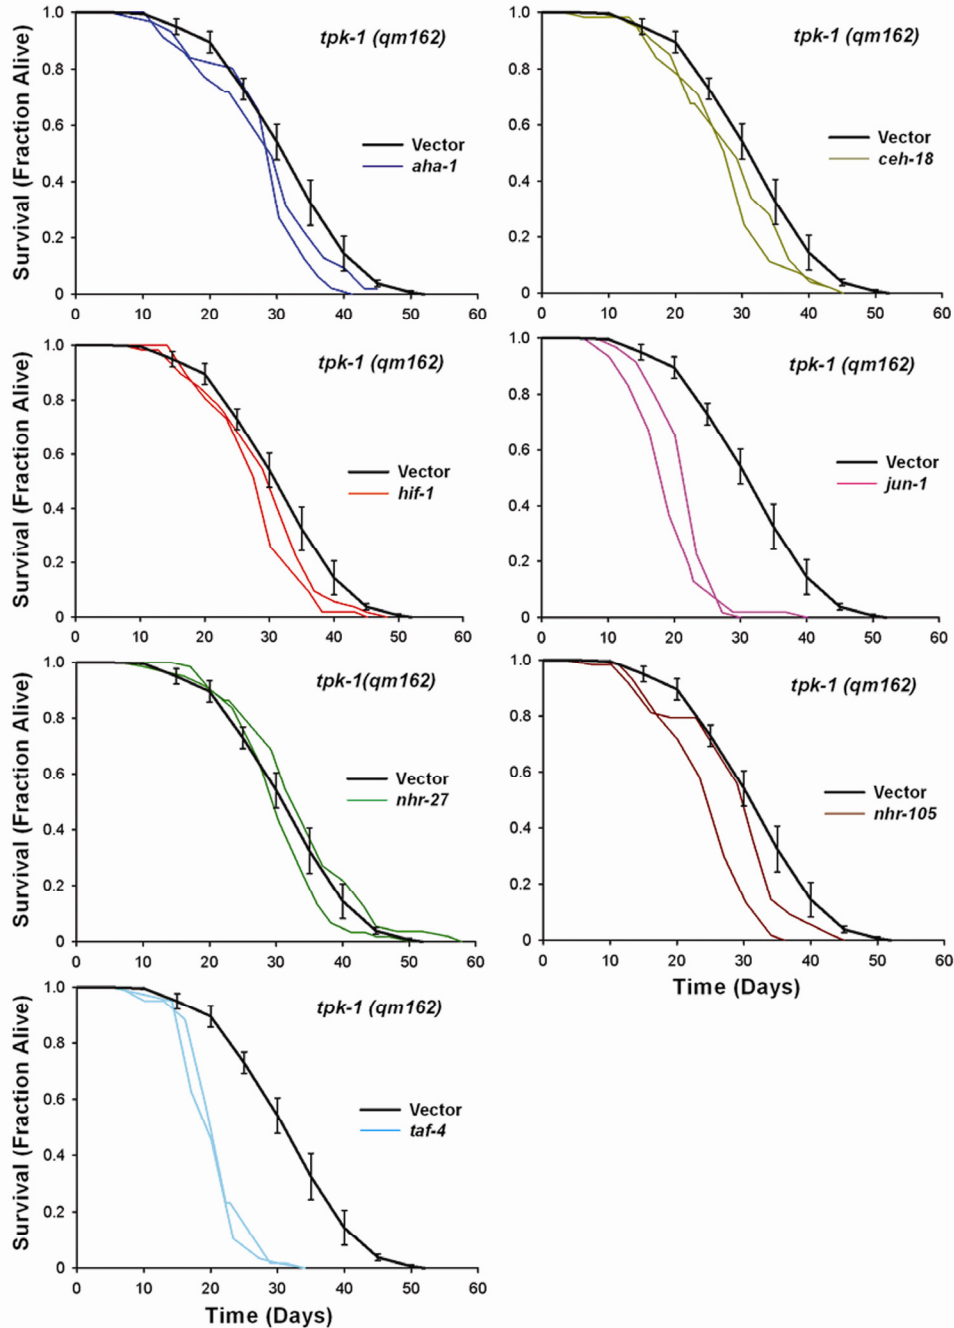 tpk-1 (qm162)
Survival (Fraction Alive)
1.0
0.8
0.6
0.4
0.2
0
Vector
aha-1
0 10 20 30 40 50 60
tpk-1 (qm162)
1.0
0.8
0.6
0.4
0.2
0
Vector
ceh-18
0 10 20 30 40 50 60
tpk-1 (qm162)
Survival (Fraction Alive)
1.0
0.8
0.6
0.4
0.2
0
Vector
hif-1
0 10 20 30 40 50 60
tpk-1 (qm162)
1.0
0.8
0.6
0.4
0.2
0
Vector
jun-1
0 10 20 30 40 50 60
tpk-1(qm162)
Survival (Fraction Alive)
1.0
0.8
0.6
0.4
0.2
0
Vector
nhr-27
0 10 20 30 40 50 60
tpk-1 (qm162)
1.0
0.8
0.6
0.4
0.2
0
Vector
nhr-105
0 10 20 30 40 50 60
Time (Days)
tpk-1 (qm162)
Survival (Fraction Alive)
1.0
0.8
0.6
0.4
0.2
0
Vector
taf-4
0 10 20 30 40 50 60
Time (Days)